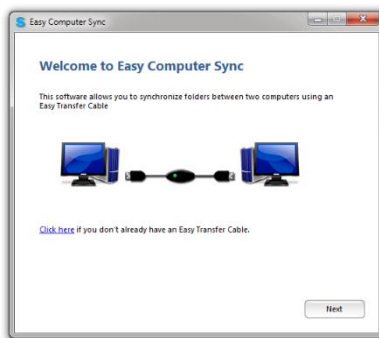 Easy Computer Sync
Welcome to Easy Computer Sync
This software allows you to synchronize folders between two computers using an
Easy Transfer Cable
Click here if you don't already have an Easy Transfer Cable.
Next